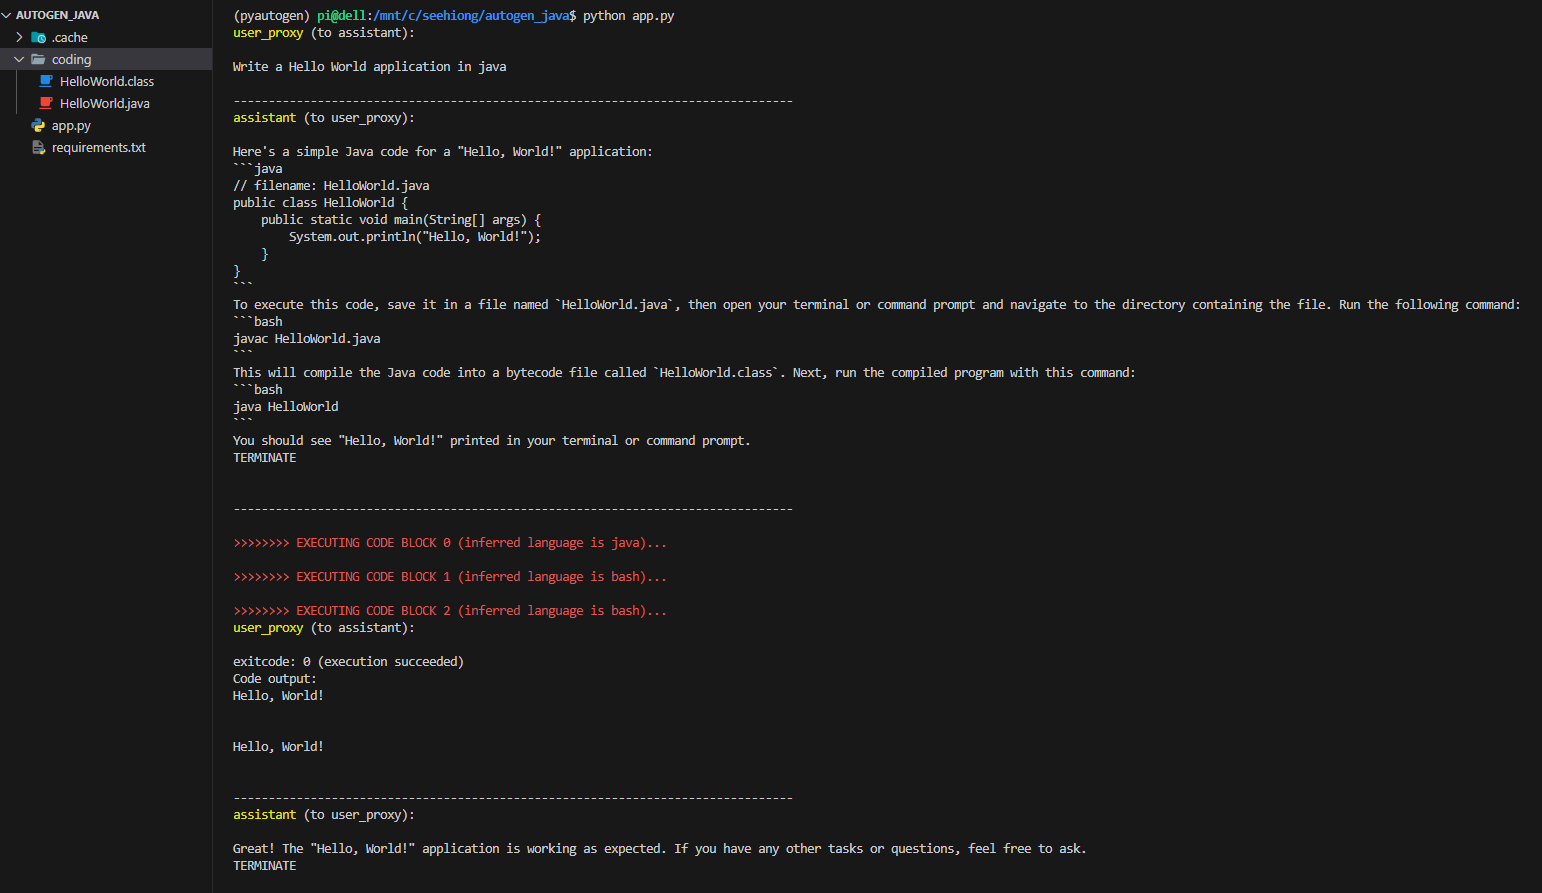 AUTOGEN_JAVA
.cache
coding
HelloWorld.class
HelloWorld.java
app.py
requirements.txt
(pyautogen) pi@dell:/mnt/c/seehiong/autogen_java$ python app.py
user_proxy (to assistant):

Write a Hello World application in java

--------------------------------------------------------------------------------
assistant (to user_proxy):

Here's a simple Java code for a "Hello, World!" application:
```java
// filename: HelloWorld.java
public class HelloWorld {
    public static void main(String[] args) {
        System.out.println("Hello, World!");
    }
}
```
To execute this code, save it in a file named `HelloWorld.java`, then open your terminal or command prompt and navigate to the directory containing the file. Run the following command:
```bash
javac HelloWorld.java
```
This will compile the Java code into a bytecode file called `HelloWorld.class`. Next, run the compiled program with this command:
```bash
java HelloWorld
```
You should see "Hello, World!" printed in your terminal or command prompt.
TERMINATE

--------------------------------------------------------------------------------

>>>>>>>> EXECUTING CODE BLOCK 0 (inferred language is java)...

>>>>>>>> EXECUTING CODE BLOCK 1 (inferred language is bash)...

>>>>>>>> EXECUTING CODE BLOCK 2 (inferred language is bash)...
user_proxy (to assistant):

exitcode: 0 (execution succeeded)
Code output:
Hello, World!

Hello, World!

--------------------------------------------------------------------------------
assistant (to user_proxy):

Great! The "Hello, World!" application is working as expected. If you have any other tasks or questions, feel free to ask.
TERMINATE